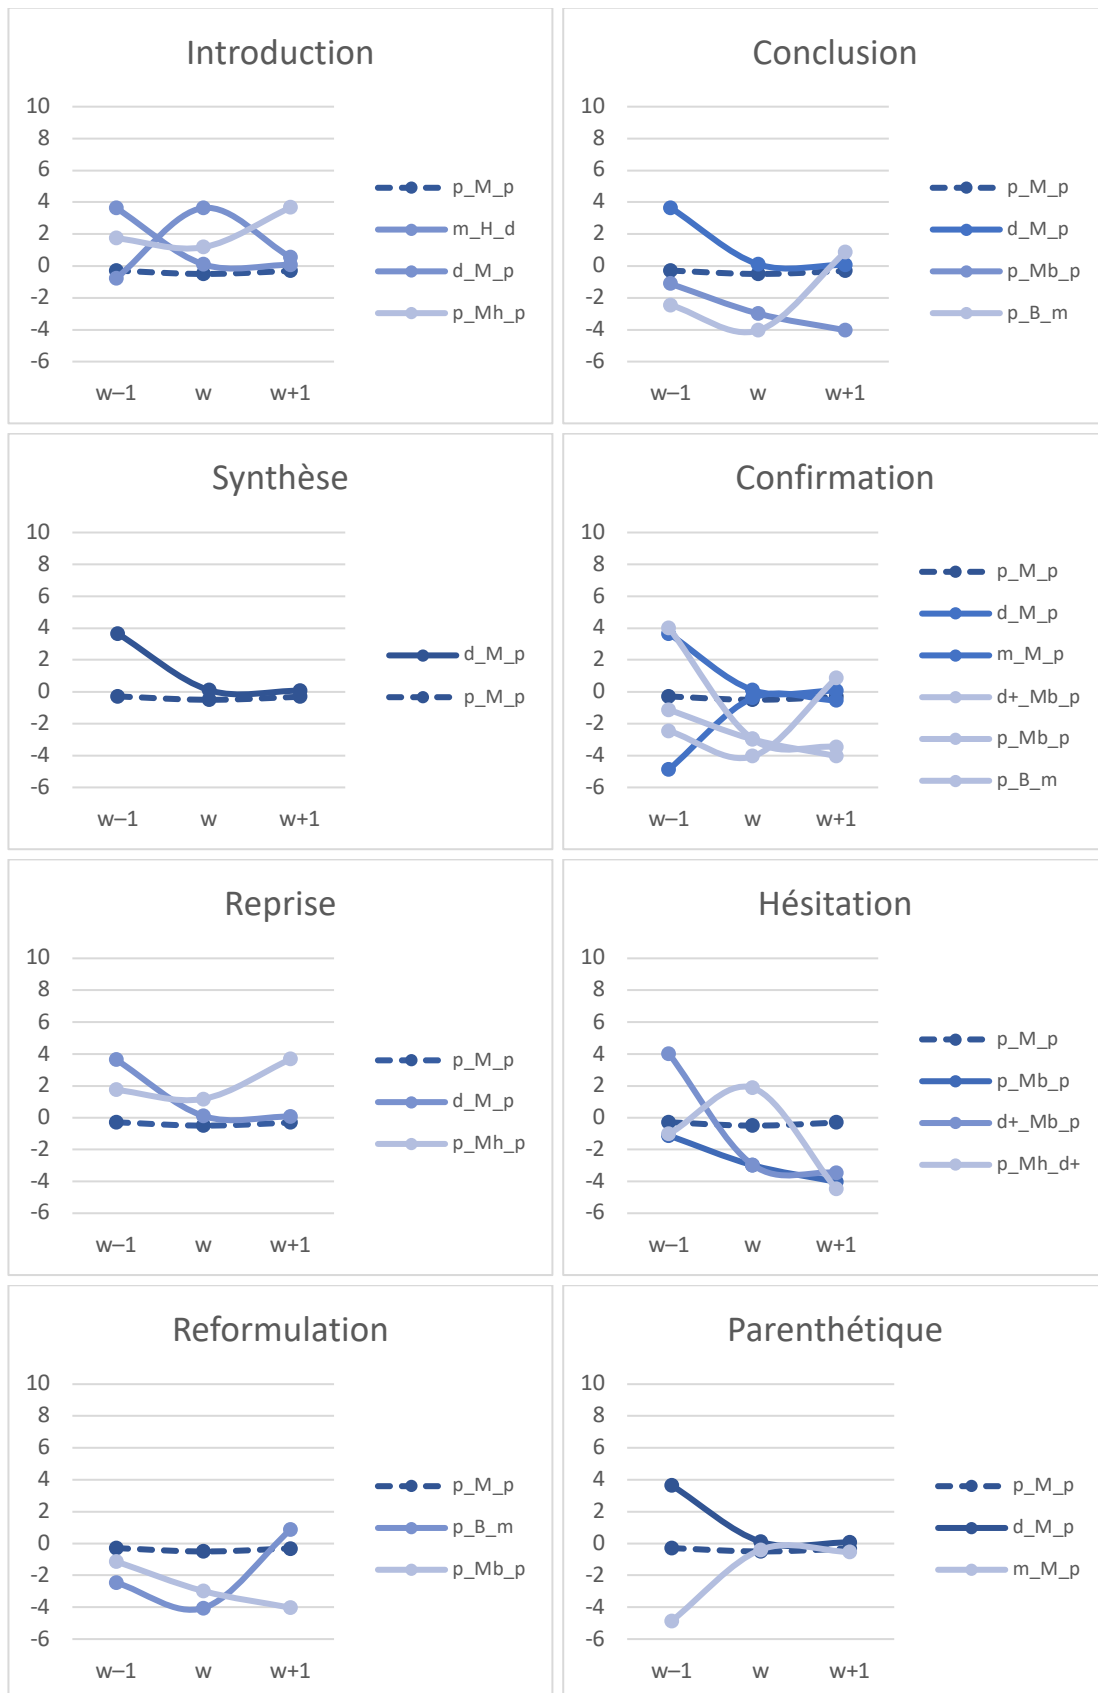 Introduction
10
8
6
4
2
0
-2
-4
-6
w–1 w w+1
p_M_p
m_H_d
d_M_p
p_Mh_p
Conclusion
10
8
6
4
2
0
-2
-4
-6
w–1 w w+1
p_M_p
d_M_p
p_Mb_p
p_B_m
Synthèse
10
8
6
4
2
0
-2
-4
-6
w–1 w w+1
d_M_p
p_M_p
Confirmation
10
8
6
4
2
0
-2
-4
-6
w–1 w w+1
p_M_p
d_M_p
m_M_p
d+_Mb_p
p_Mb_p
p_B_m
Reprise
10
8
6
4
2
0
-2
-4
-6
w–1 w w+1
p_M_p
d_M_p
p_Mh_p
Hésitation
10
8
6
4
2
0
-2
-4
-6
w–1 w w+1
p_M_p
p_Mb_p
d+_Mb_p
p_Mh_d+
Reformulation
10
8
6
4
2
0
-2
-4
-6
w–1 w w+1
p_M_p
p_B_m
p_Mb_p
Parenthétique
10
8
6
4
2
0
-2
-4
-6
w–1 w w+1
p_M_p
d_M_p
m_M_p